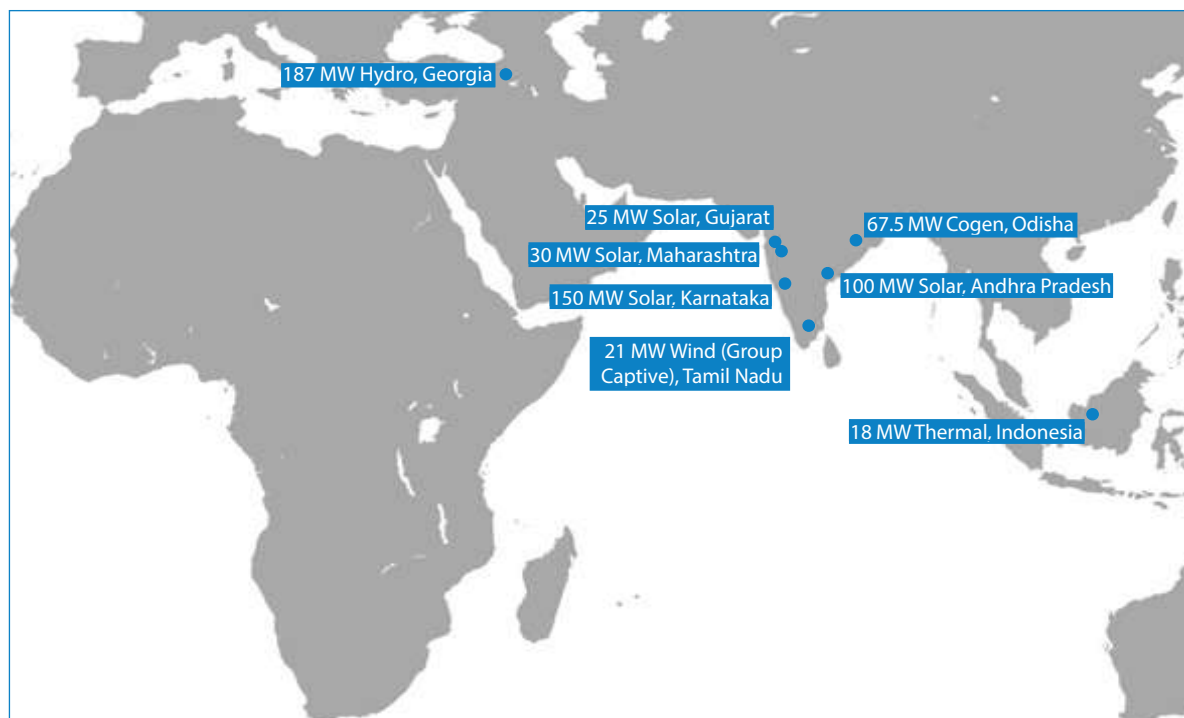 187 MW Hydro, Georgia
25 MW Solar, Gujarat
67.5 MW Cogen, Odisha
30 MW Solar, Maharashtra
100 MW Solar, Andhra Pradesh
150 MW Solar, Karnataka
21 MW Wind (Group
Captive), Tamil Nadu
18 MW Thermal, Indonesia